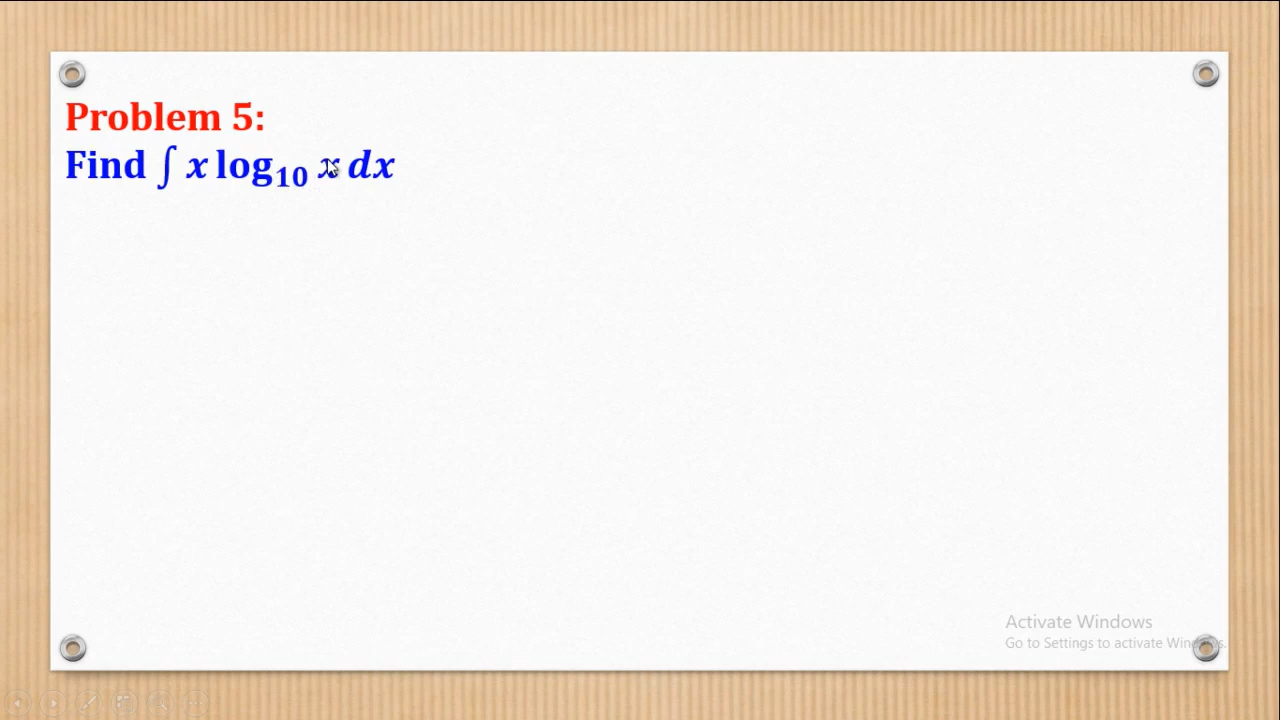 Problem 5:
Find ∫ x log₁₀ x dx
Activate Windows
Go to Settings to activate Windows.